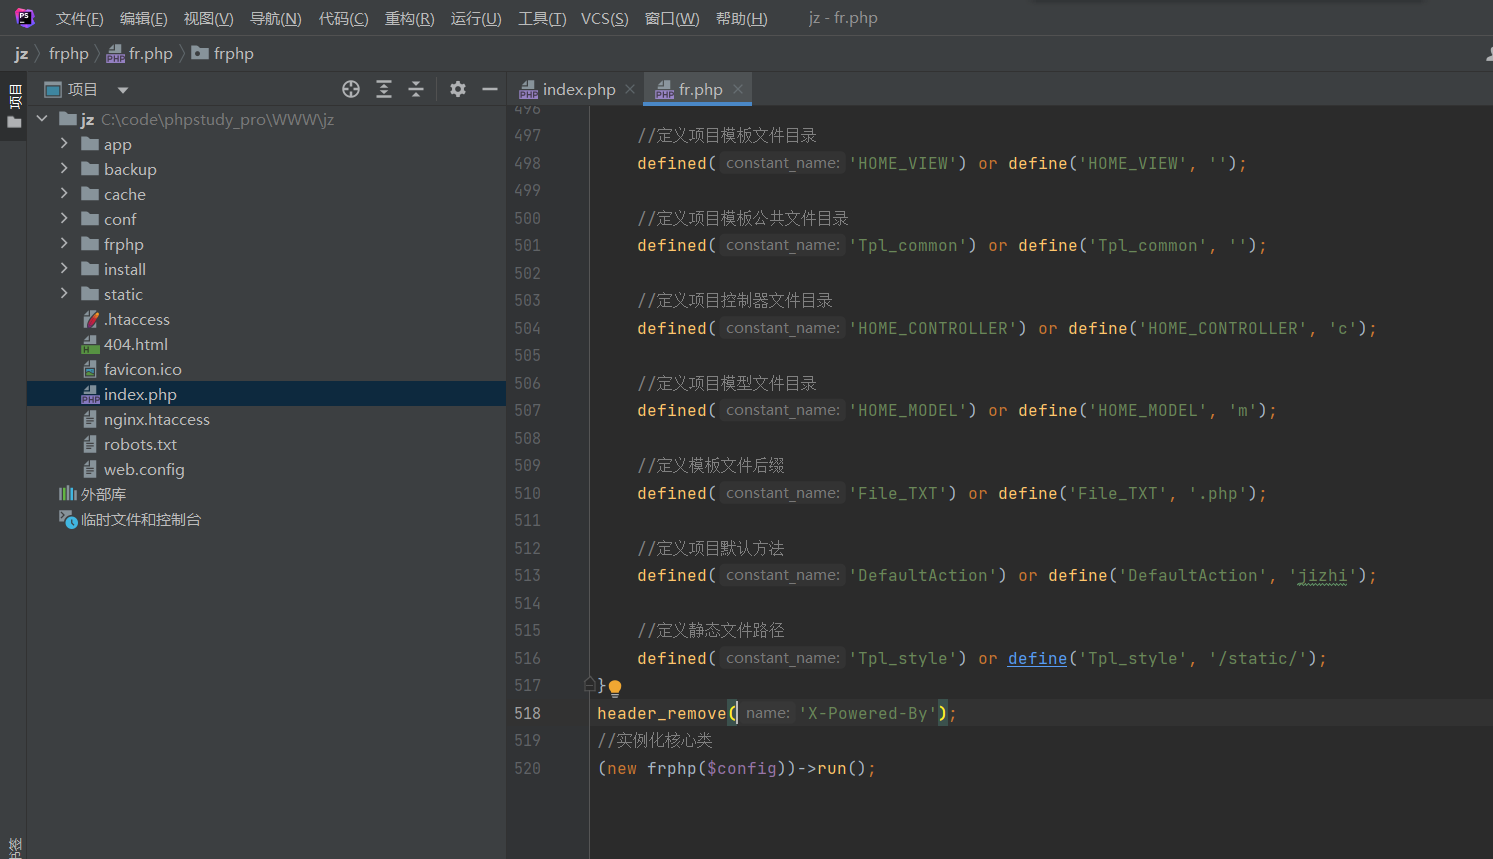 文件(F) 编辑(E) 视图(V) 导航(N) 代码(C) 重构(R) 运行(U) 工具(T) VCS(S) 窗口(W) 帮助(H) jz - fr.php
jz frphp fr.php frphp
项目
项目
index.php fr.php
jz C:\code\phpstudy_pro\WWW\jz
app
backup
cache
conf
frphp
install
static
.htaccess
404.html
favicon.ico
index.php
nginx.htaccess
robots.txt
web.config
外部库
临时文件和控制台
书签
496
497 //定义项目模板文件目录
498 defined( constant_name: 'HOME_VIEW') or define('HOME_VIEW', '');
499
500 //定义项目模板公共文件目录
501 defined( constant_name: 'Tpl_common') or define('Tpl_common', '');
502
503 //定义项目控制器文件目录
504 defined( constant_name: 'HOME_CONTROLLER') or define('HOME_CONTROLLER', 'c');
505
506 //定义项目模型文件目录
507 defined( constant_name: 'HOME_MODEL') or define('HOME_MODEL', 'm');
508
509 //定义模板文件后缀
510 defined( constant_name: 'File_TXT') or define('File_TXT', '.php');
511
512 //定义项目默认方法
513 defined( constant_name: 'DefaultAction') or define('DefaultAction', 'jizhi');
514
515 //定义静态文件路径
516 defined( constant_name: 'Tpl_style') or define('Tpl_style', '/static/');
517 }
518 header_remove( name: 'X-Powered-By');
519 //实例化核心类
520 (new frphp($config))->run();